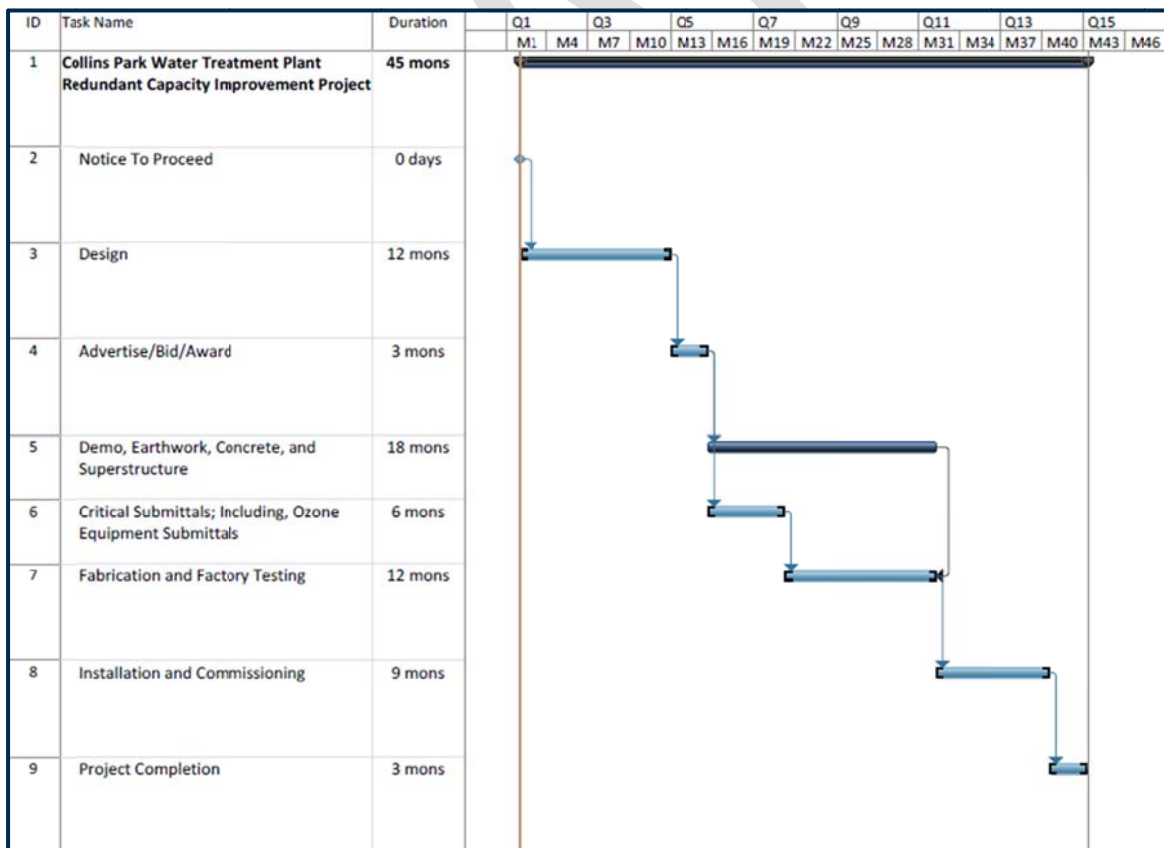 ID Task Name Duration Q1 Q3 Q5 Q7 Q9 Q11 Q13 Q15
M1 M4 M7 M10 M13 M16 M19 M22 M25 M28 M31 M34 M37 M40 M43 M46
1 Collins Park Water Treatment Plant 45 mons
Redundant Capacity Improvement Project
2 Notice To Proceed 0 days
3 Design 12 mons
4 Advertise/Bid/Award 3 mons
5 Demo, Earthwork, Concrete, and 18 mons
Superstructure
6 Critical Submittals; Including, Ozone 6 mons
Equipment Submittals
7 Fabrication and Factory Testing 12 mons
8 Installation and Commissioning 9 mons
9 Project Completion 3 mons